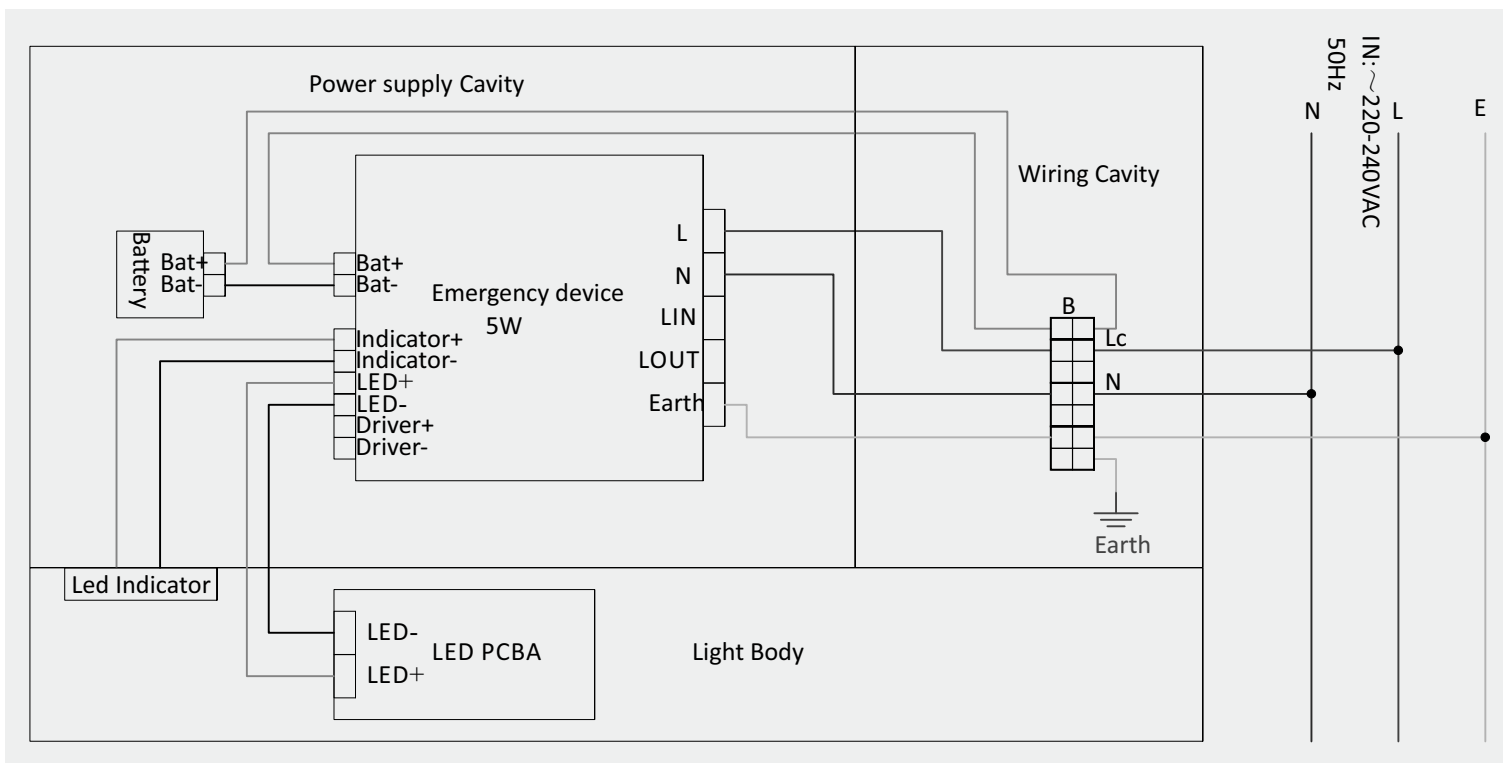 Power supply Cavity
IN:～220-240VAC
50Hz
N
L
E
Wiring Cavity
Battery
Bat+
Bat-
Bat+
Bat-
Indicator+
Indicator-
LED+
LED-
Driver+
Driver-
Emergency device
5W
L
N
LIN
LOUT
Earth
B
Lc
N
Earth
Led Indicator
LED-
LED+
LED PCBA
Light Body